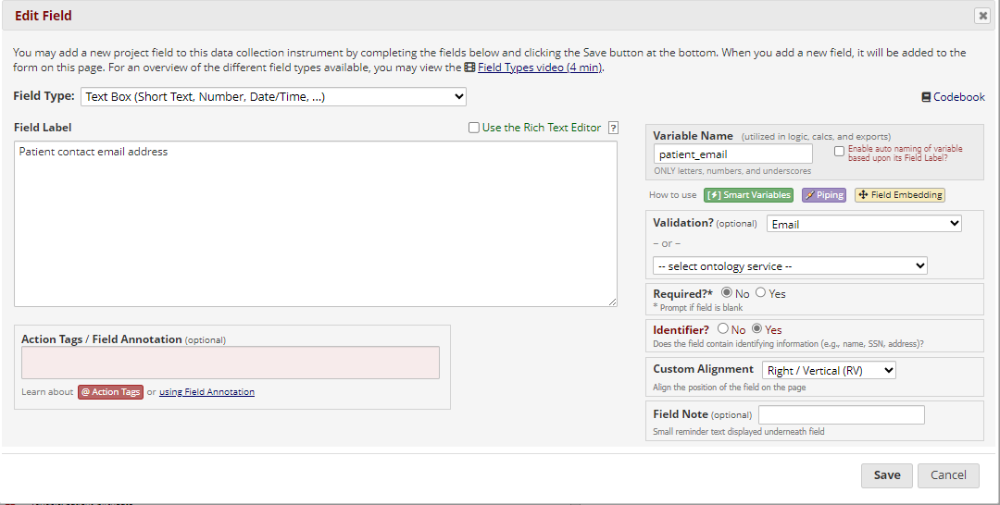 Edit Field
You may add a new project field to this data collection instrument by completing the fields below and clicking the Save button at the bottom. When you add a new field, it will be added to the
form on this page. For an overview of the different field types available, you may view the Field Types video (4 min).
Field Type: Text Box (Short Text, Number, Date/Time, ...)
Codebook
Field Label
Use the Rich Text Editor ?
Patient contact email address
Action Tags / Field Annotation (optional)
Learn about @ Action Tags or using Field Annotation
Variable Name (utilized in logic, calcs, and exports)
patient_email
Enable auto naming of variable
based upon its Field Label?
ONLY letters, numbers, and underscores
How to use [⚡] Smart Variables Piping Field Embedding
Validation? (optional) Email
– or –
-- select ontology service --
Required?* No Yes
* Prompt if field is blank
Identifier? No Yes
Does the field contain identifying information (e.g., name, SSN, address)?
Custom Alignment Right / Vertical (RV)
Align the position of the field on the page
Field Note (optional)
Small reminder text displayed underneath field
Save Cancel